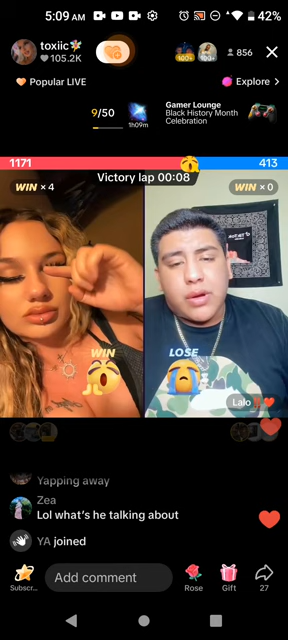 5:09 AM
42%
toxiic
105.2K
100+
100+
856
Popular LIVE
Explore >
9/50
1h09m
Gamer Lounge
Black History Month
Celebration
1171
413
Victory lap 00:08
WIN × 4
WIN × 0
WIN
LOSE
Lalo
Yapping away
Zea
Lol what's he talking about
YA joined
Subscr...
Add comment
Rose
Gift
27